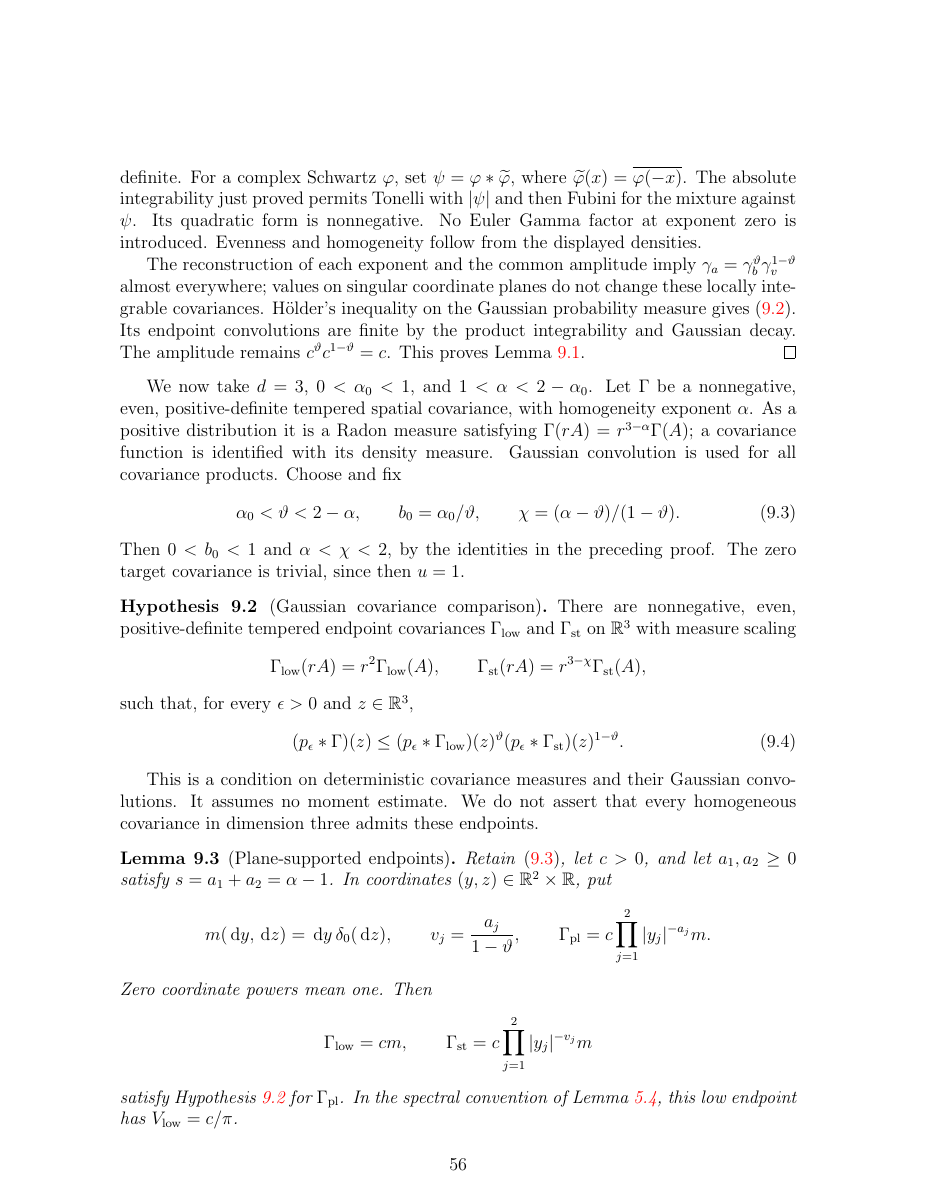 definite. For a complex Schwartz φ, set ψ = φ ∗ φ̃, where φ̃(x) = \overline{φ(−x)}. The absolute
integrability just proved permits Tonelli with |ψ| and then Fubini for the mixture against
ψ. Its quadratic form is nonnegative. No Euler Gamma factor at exponent zero is
introduced. Evenness and homogeneity follow from the displayed densities.
The reconstruction of each exponent and the common amplitude imply γ_a = γ_b^ϑ γ_v^{1−ϑ}
almost everywhere; values on singular coordinate planes do not change these locally inte-
grable covariances. Hölder’s inequality on the Gaussian probability measure gives (9.2).
Its endpoint convolutions are finite by the product integrability and Gaussian decay.
The amplitude remains c^ϑ c^{1−ϑ} = c. This proves Lemma 9.1. □
We now take d = 3, 0 < α_0 < 1, and 1 < α < 2 − α_0. Let Γ be a nonnegative,
even, positive-definite tempered spatial covariance, with homogeneity exponent α. As a
positive distribution it is a Radon measure satisfying Γ(rA) = r^{3−α}Γ(A); a covariance
function is identified with its density measure. Gaussian convolution is used for all
covariance products. Choose and fix
α_0 < ϑ < 2 − α, b_0 = α_0/ϑ, χ = (α − ϑ)/(1 − ϑ). (9.3)
Then 0 < b_0 < 1 and α < χ < 2, by the identities in the preceding proof. The zero
target covariance is trivial, since then u = 1.
Hypothesis 9.2 (Gaussian covariance comparison). There are nonnegative, even,
positive-definite tempered endpoint covariances Γ_low and Γ_st on ℝ^3 with measure scaling
Γ_low(rA) = r^2Γ_low(A), Γ_st(rA) = r^{3−χ}Γ_st(A),
such that, for every ϵ > 0 and z ∈ ℝ^3,
(p_ϵ ∗ Γ)(z) ≤ (p_ϵ ∗ Γ_low)(z)^ϑ(p_ϵ ∗ Γ_st)(z)^{1−ϑ}. (9.4)
This is a condition on deterministic covariance measures and their Gaussian convo-
lutions. It assumes no moment estimate. We do not assert that every homogeneous
covariance in dimension three admits these endpoints.
Lemma 9.3 (Plane-supported endpoints). Retain (9.3), let c > 0, and let a_1, a_2 ≥ 0
satisfy s = a_1 + a_2 = α − 1. In coordinates (y, z) ∈ ℝ^2 × ℝ, put
m( dy, dz) = dy δ_0( dz), v_j = \frac{a_j}{1 − ϑ}, Γ_pl = c ∏_{j=1}^{2} |y_j|^{−a_j} m.
Zero coordinate powers mean one. Then
Γ_low = cm, Γ_st = c ∏_{j=1}^{2} |y_j|^{−v_j} m
satisfy Hypothesis 9.2 for Γ_pl. In the spectral convention of Lemma 5.4, this low endpoint
has V_low = c/π.
56